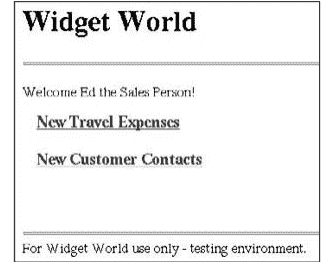 Widget World
Welcome Ed the Sales Person!
New Travel Expenses
New Customer Contacts
For Widget World use only - testing environment.